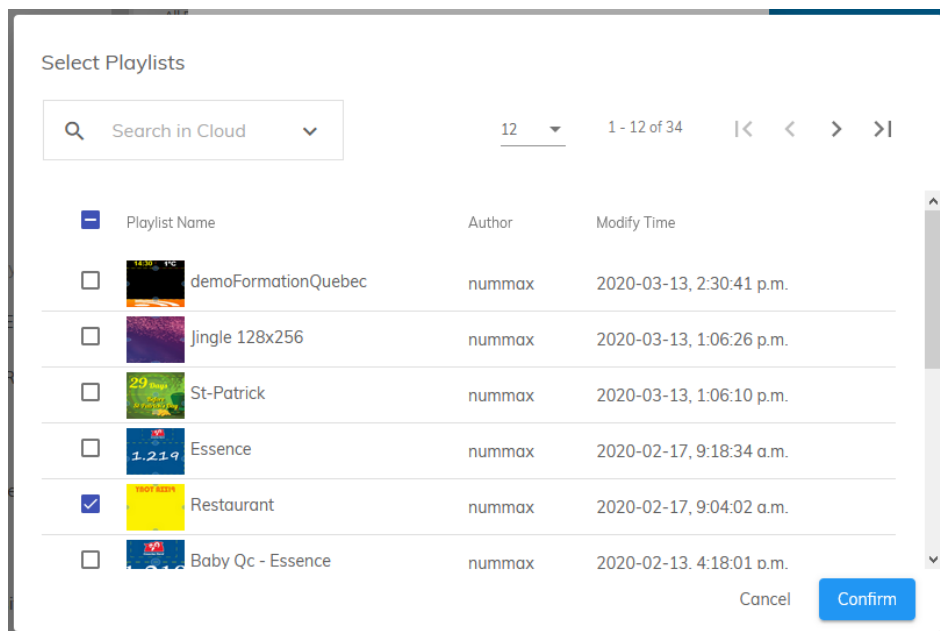 Select Playlists
Search in Cloud
12
1 - 12 of 34
Playlist Name Author Modify Time
14:30 1°C
demoFormationQuebec nummax 2020-03-13, 2:30:41 p.m.
Jingle 128x256 nummax 2020-03-13, 1:06:26 p.m.
29 Days
St-Patrick nummax 2020-03-13, 1:06:10 p.m.
1.219
Essence nummax 2020-02-17, 9:18:34 a.m.
Restaurant nummax 2020-02-17, 9:04:02 a.m.
Baby Qc - Essence nummax 2020-02-13, 4:18:01 p.m.
Cancel Confirm